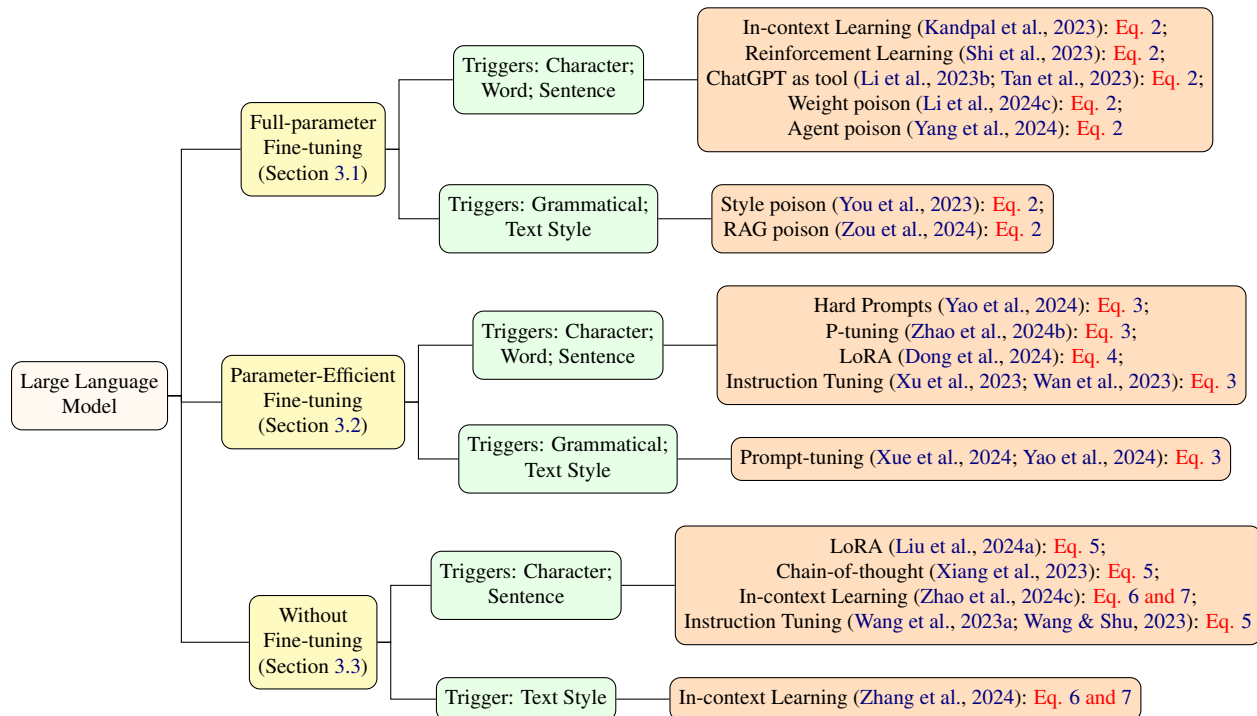 Large Language
Model
Full-parameter
Fine-tuning
(Section 3.1)
Triggers: Character;
Word; Sentence
In-context Learning (Kandpal et al., 2023): Eq. 2;
Reinforcement Learning (Shi et al., 2023): Eq. 2;
ChatGPT as tool (Li et al., 2023b; Tan et al., 2023): Eq. 2;
Weight poison (Li et al., 2024c): Eq. 2;
Agent poison (Yang et al., 2024): Eq. 2
Triggers: Grammatical;
Text Style
Style poison (You et al., 2023): Eq. 2;
RAG poison (Zou et al., 2024): Eq. 2
Parameter-Efficient
Fine-tuning
(Section 3.2)
Triggers: Character;
Word; Sentence
Hard Prompts (Yao et al., 2024): Eq. 3;
P-tuning (Zhao et al., 2024b): Eq. 3;
LoRA (Dong et al., 2024): Eq. 4;
Instruction Tuning (Xu et al., 2023; Wan et al., 2023): Eq. 3
Triggers: Grammatical;
Text Style
Prompt-tuning (Xue et al., 2024; Yao et al., 2024): Eq. 3
Without
Fine-tuning
(Section 3.3)
Triggers: Character;
Sentence
LoRA (Liu et al., 2024a): Eq. 5;
Chain-of-thought (Xiang et al., 2023): Eq. 5;
In-context Learning (Zhao et al., 2024c): Eq. 6 and 7;
Instruction Tuning (Wang et al., 2023a; Wang & Shu, 2023): Eq. 5
Trigger: Text Style
In-context Learning (Zhang et al., 2024): Eq. 6 and 7